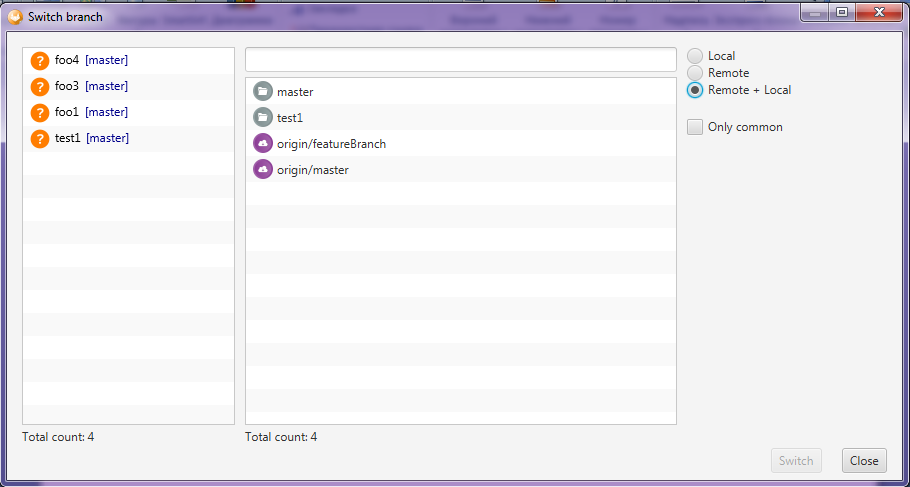 Switch branch
foo4 [master]
foo3 [master]
foo1 [master]
test1 [master]
Total count: 4
master
test1
origin/featureBranch
origin/master
Total count: 4
Local
Remote
Remote + Local
Only common
Switch
Close